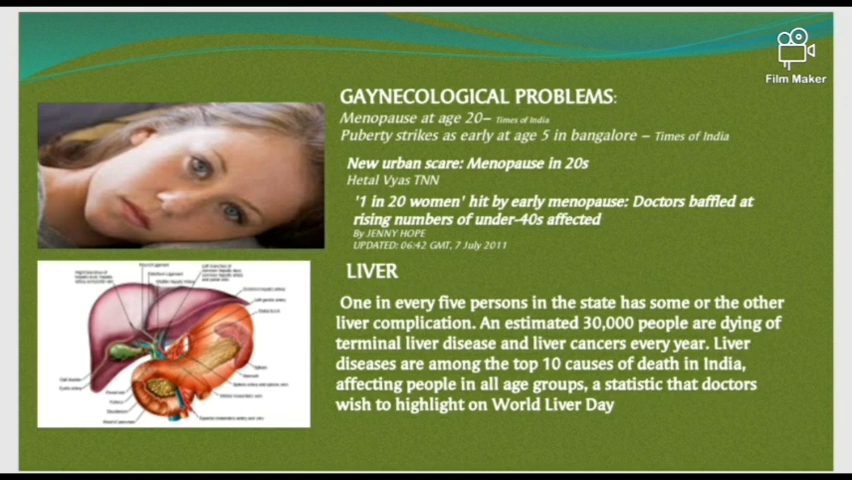 Film Maker
GAYNECOLOGICAL PROBLEMS:
Menopause at age 20– Times of India
Puberty strikes as early at age 5 in bangalore – Times of India
New urban scare: Menopause in 20s
Hetal Vyas TNN
'1 in 20 women' hit by early menopause: Doctors baffled at
rising numbers of under-40s affected
By JENNY HOPE
UPDATED: 06:42 GMT, 7 July 2011
LIVER
One in every five persons in the state has some or the other
liver complication. An estimated 30,000 people are dying of
terminal liver disease and liver cancers every year. Liver
diseases are among the top 10 causes of death in India,
affecting people in all age groups, a statistic that doctors
wish to highlight on World Liver Day